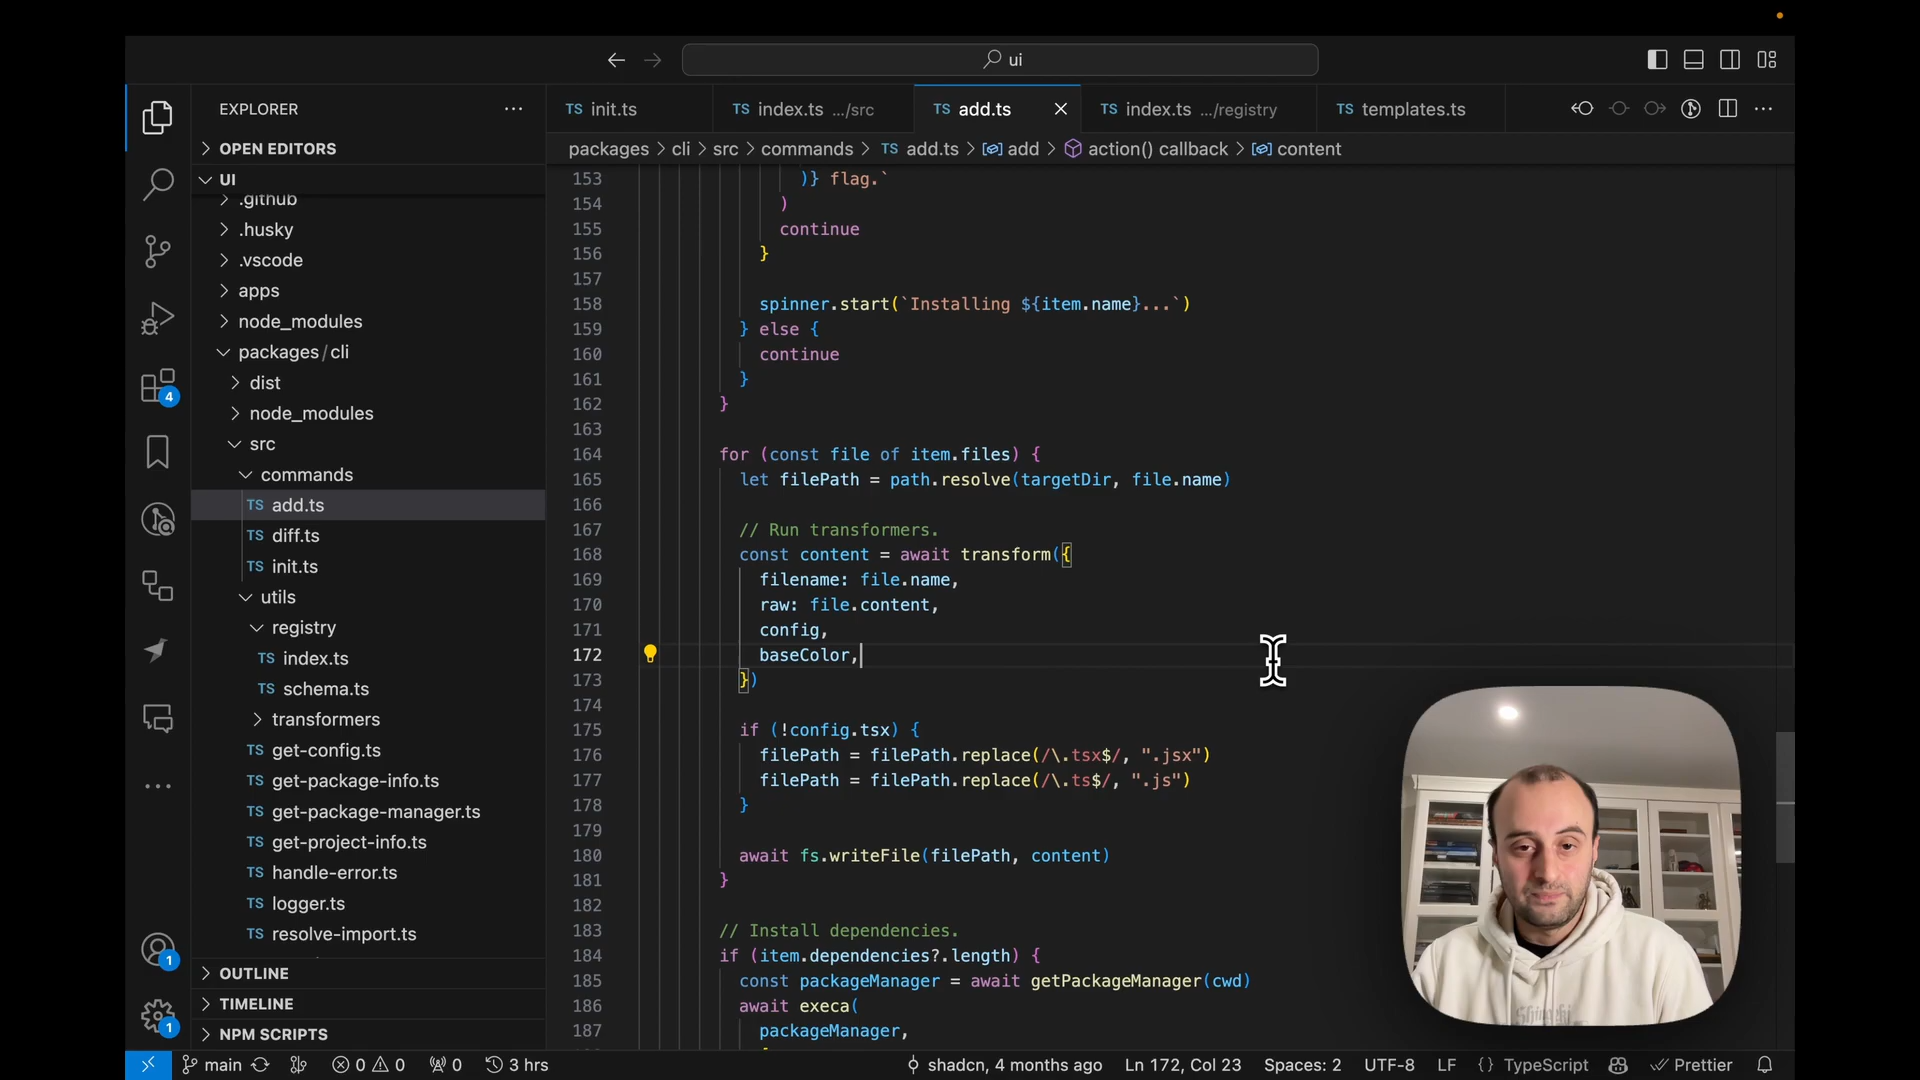 ui
EXPLORER
OPEN EDITORS
UI
.github
.husky
.vscode
apps
node_modules
packages/cli
dist
node_modules
src
commands
TS add.ts
TS diff.ts
TS init.ts
utils
registry
TS index.ts
TS schema.ts
transformers
TS get-config.ts
TS get-package-info.ts
TS get-package-manager.ts
TS get-project-info.ts
TS handle-error.ts
TS logger.ts
TS resolve-import.ts
OUTLINE
TIMELINE
NPM SCRIPTS
4
1
1
TS init.ts
TS index.ts .../src
TS add.ts
TS index.ts .../registry
TS templates.ts
packages > cli > src > commands > TS add.ts > add > action() callback > content
153 )} flag.`
154 )
155 continue
156 }
157
158 spinner.start(`Installing ${item.name}...`)
159 } else {
160 continue
161 }
162 }
163
164 for (const file of item.files) {
165 let filePath = path.resolve(targetDir, file.name)
166
167 // Run transformers.
168 const content = await transform({
169 filename: file.name,
170 raw: file.content,
171 config,
172 baseColor,
173 })
174
175 if (!config.tsx) {
176 filePath = filePath.replace(/\.tsx$/, ".jsx")
177 filePath = filePath.replace(/\.ts$/, ".js")
178 }
179
180 await fs.writeFile(filePath, content)
181 }
182
183 // Install dependencies.
184 if (item.dependencies?.length) {
185 const packageManager = await getPackageManager(cwd)
186 await execa(
187 packageManager,
main
0 0
0
3 hrs
shadcn, 4 months ago
Ln 172, Col 23
Spaces: 2
UTF-8
LF
{} TypeScript
Prettier